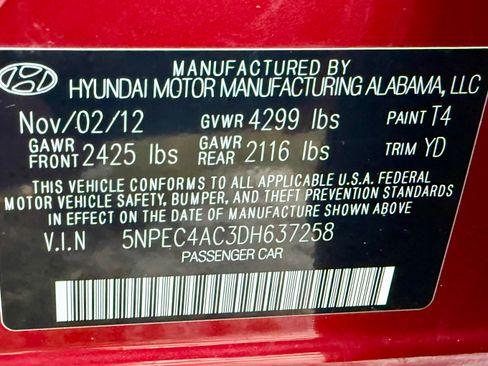 MANUFACTURED BY
HYUNDAI MOTOR MANUFACTURING ALABAMA, LLC
Nov/02/12 GVWR 4299 lbs PAINT T4
GAWR FRONT 2425 lbs GAWR REAR 2116 lbs TRIM YD
THIS VEHICLE CONFORMS TO ALL APPLICABLE U.S.A. FEDERAL
MOTOR VEHICLE SAFETY, BUMPER, AND THEFT PREVENTION STANDARDS
IN EFFECT ON THE DATE OF MANUFACTURE SHOWN ABOVE
V.I.N 5NPEC4AC3DH637258
PASSENGER CAR